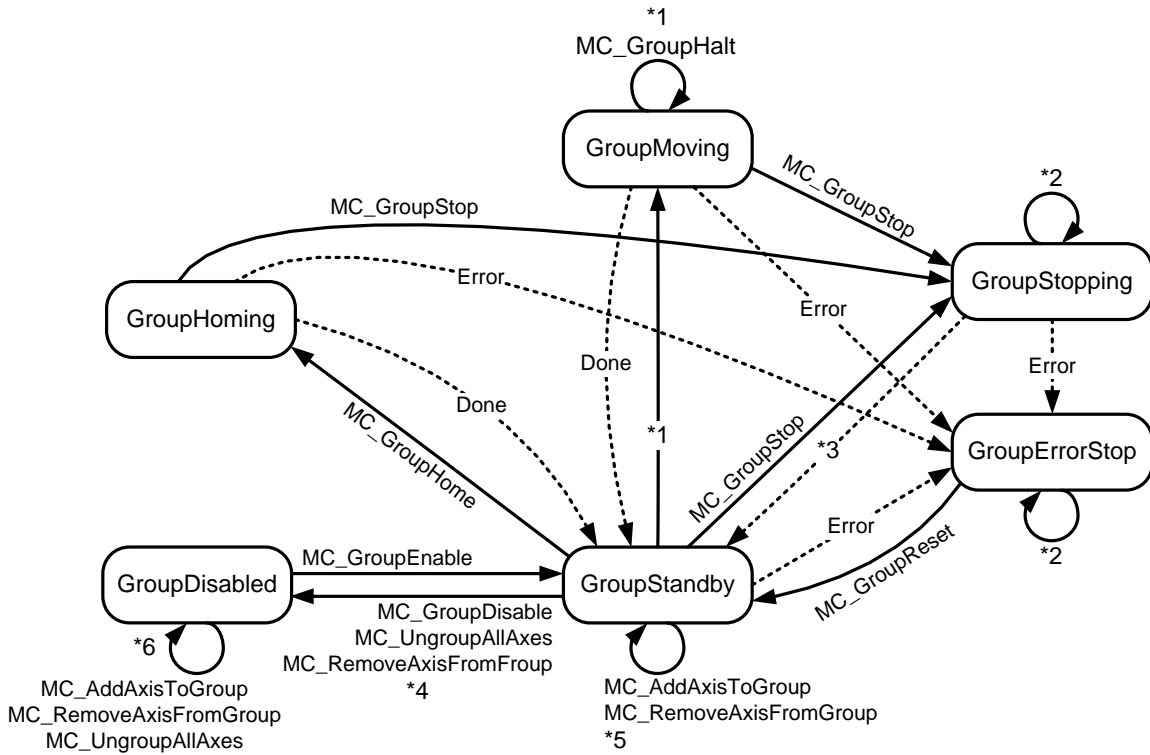 *1
MC_GroupHalt
GroupMoving
MC_GroupStop
*2
MC_GroupStop
GroupStopping
Error
GroupHoming
Error
Done
Error
Done
*1
MC_GroupStop
*3
GroupErrorStop
MC_GroupHome
Error
*2
MC_GroupReset
GroupDisabled
MC_GroupEnable
GroupStandby
MC_GroupDisable
MC_UngroupAllAxes
MC_RemoveAxisFromFroup
*4
*6
MC_AddAxisToGroup
MC_RemoveAxisFromGroup
MC_UngroupAllAxes
MC_AddAxisToGroup
MC_RemoveAxisFromGroup
*5